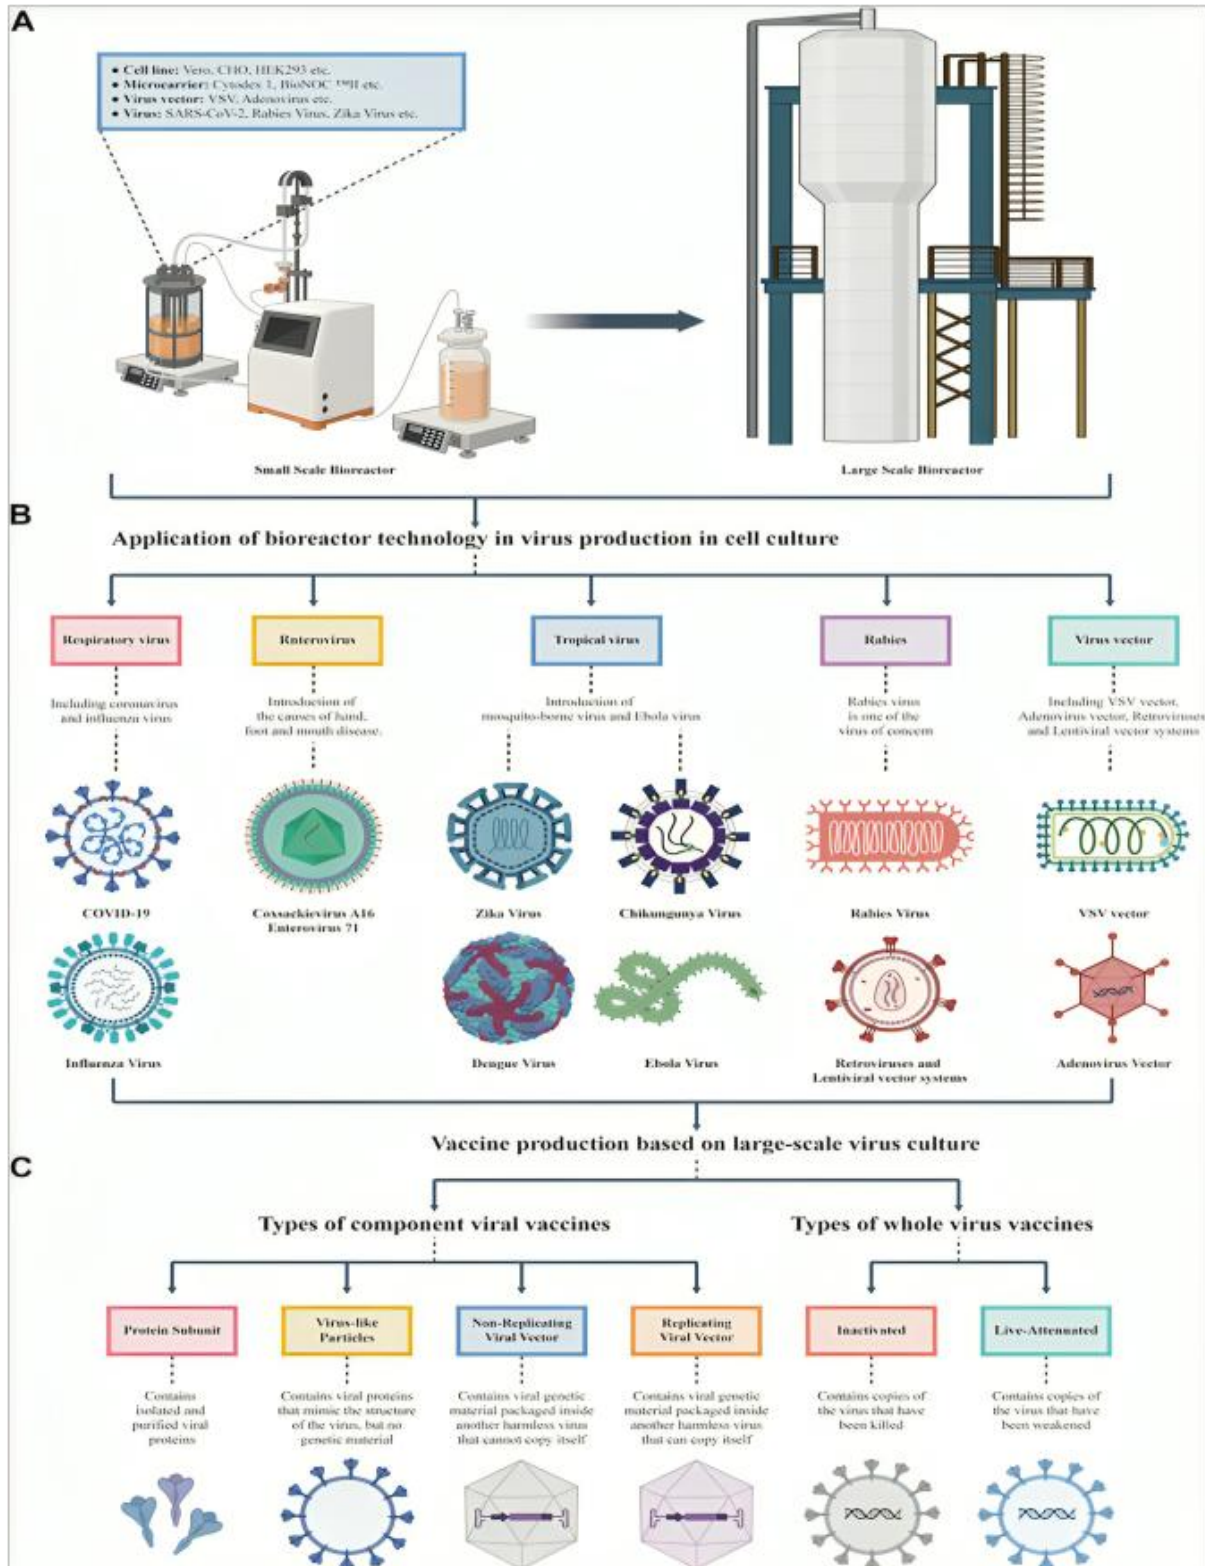 A
● Cell line: Vero, CHO, HEK293 etc.
● Microcarrier: Cytodex 1, BioNOC ™II etc.
● Virus vector: VSV, Adenovirus etc.
● Virus: SARS-CoV-2, Rabies Virus, Zika Virus etc.
Small Scale Bioreactor
Large Scale Bioreactor
B
Application of bioreactor technology in virus production in cell culture
Respiratory virus
Including coronavirus
and influenza virus
COVID-19
Influenza Virus
Rnterovirus
Introduction of
the causes of hand,
foot and mouth disease.
Coxsackievirus A16
Enterovirus 71
Tropical virus
Introduction of
mosquito-borne virus and Ebola virus
Zika Virus
Chikungunya Virus
Dengue Virus
Ebola Virus
Rabies
Rabies virus
is one of the
virus of concern
Rabies Virus
Retroviruses and
Lentiviral vector systems
Virus vector
Including VSV vector,
Adenovirus vector, Retroviruses
and Lentiviral vector systems
VSV vector
Adenovirus Vector
Vaccine production based on large-scale virus culture
C
Types of component viral vaccines
Types of whole virus vaccines
Protein Subunit
Contains
isolated and
purified viral
proteins
Virus-like
Particles
Contains viral proteins
that mimic the structure
of the virus, but no
genetic material
Non-Replicating
Viral Vector
Contains viral genetic
material packaged inside
another harmless virus
that cannot copy itself
Replicating
Viral Vector
Contains viral genetic
material packaged inside
another harmless virus
that can copy itself
Inactivated
Contains copies of
the virus that have
been killed
Live-Attenuated
Contains copies of
the virus that have
been weakened